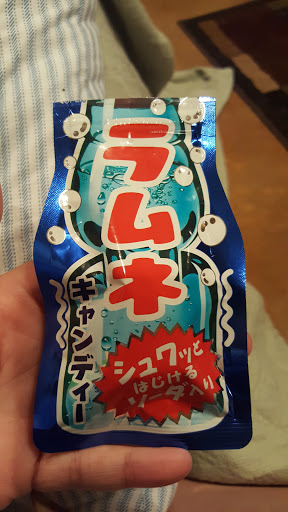 ラムネ
キャンディー
シュワッと
はじける
ソーダ入り